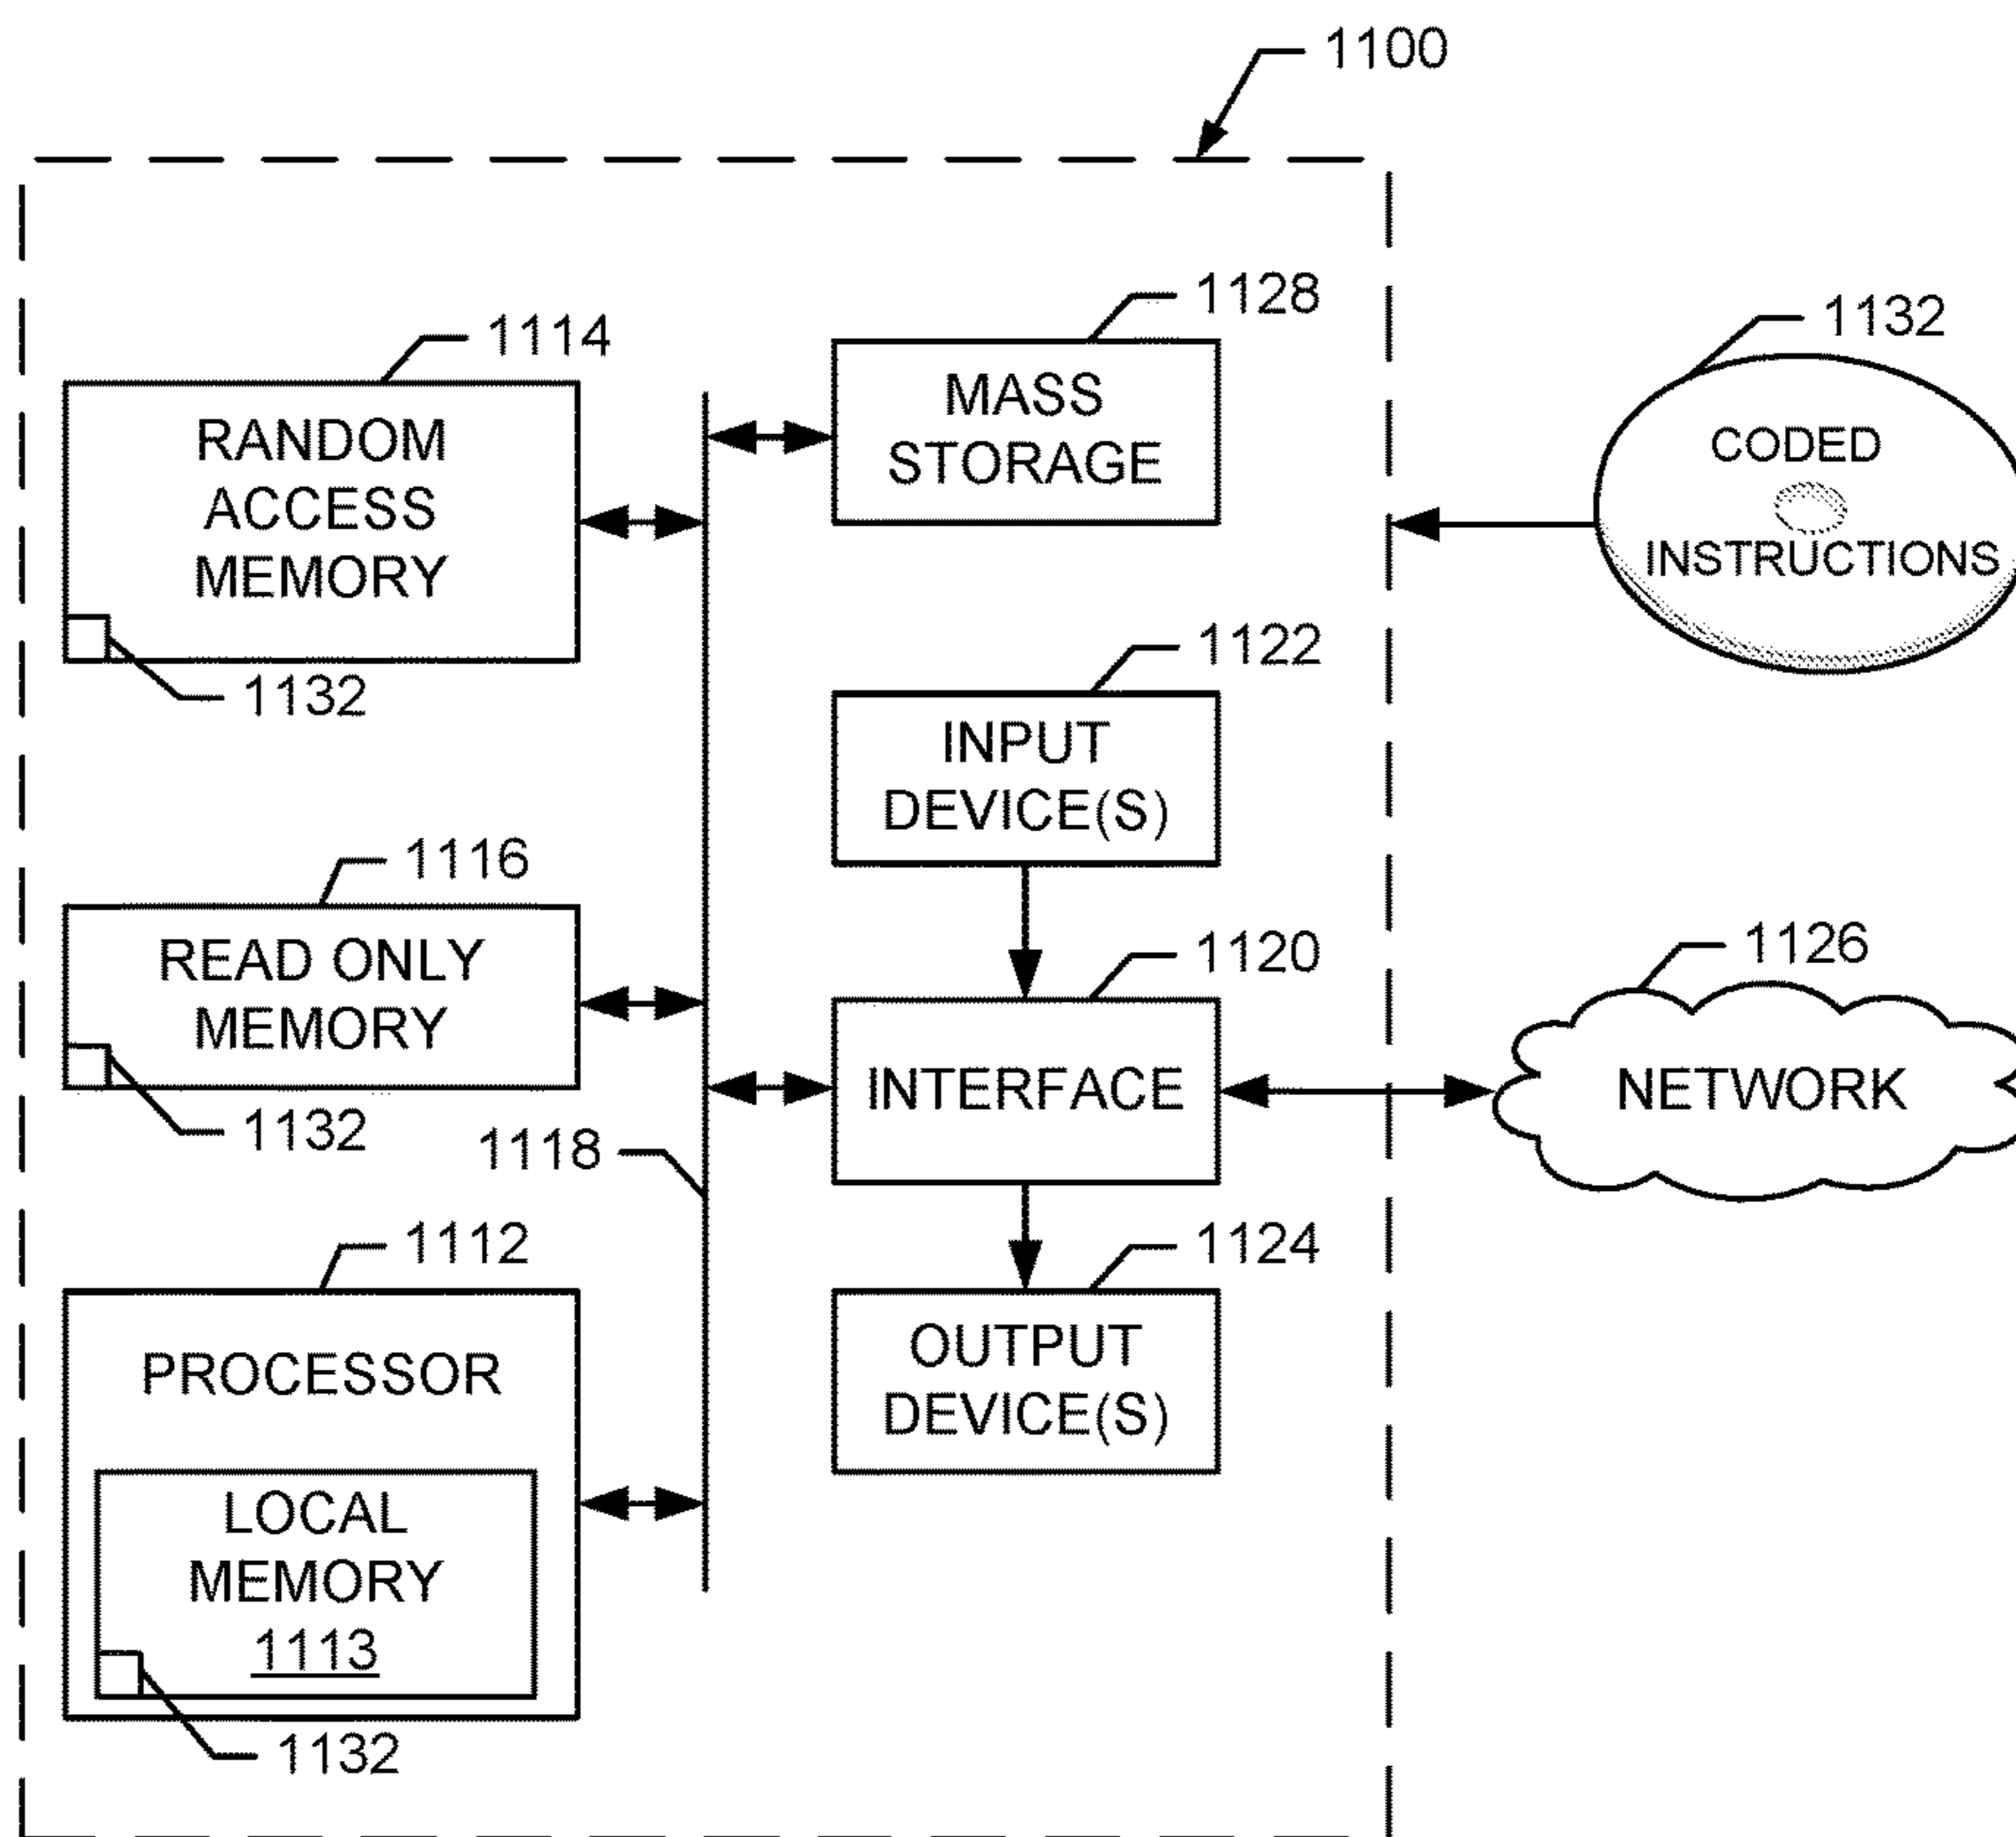 1100
1128
MASS
STORAGE
1114
RANDOM
ACCESS
MEMORY
1132
1132
CODED
INSTRUCTIONS
1122
INPUT
DEVICE(S)
1116
READ ONLY
MEMORY
1132
1118
1120
INTERFACE
1126
NETWORK
1112
PROCESSOR
LOCAL
MEMORY
1113
1132
1124
OUTPUT
DEVICE(S)